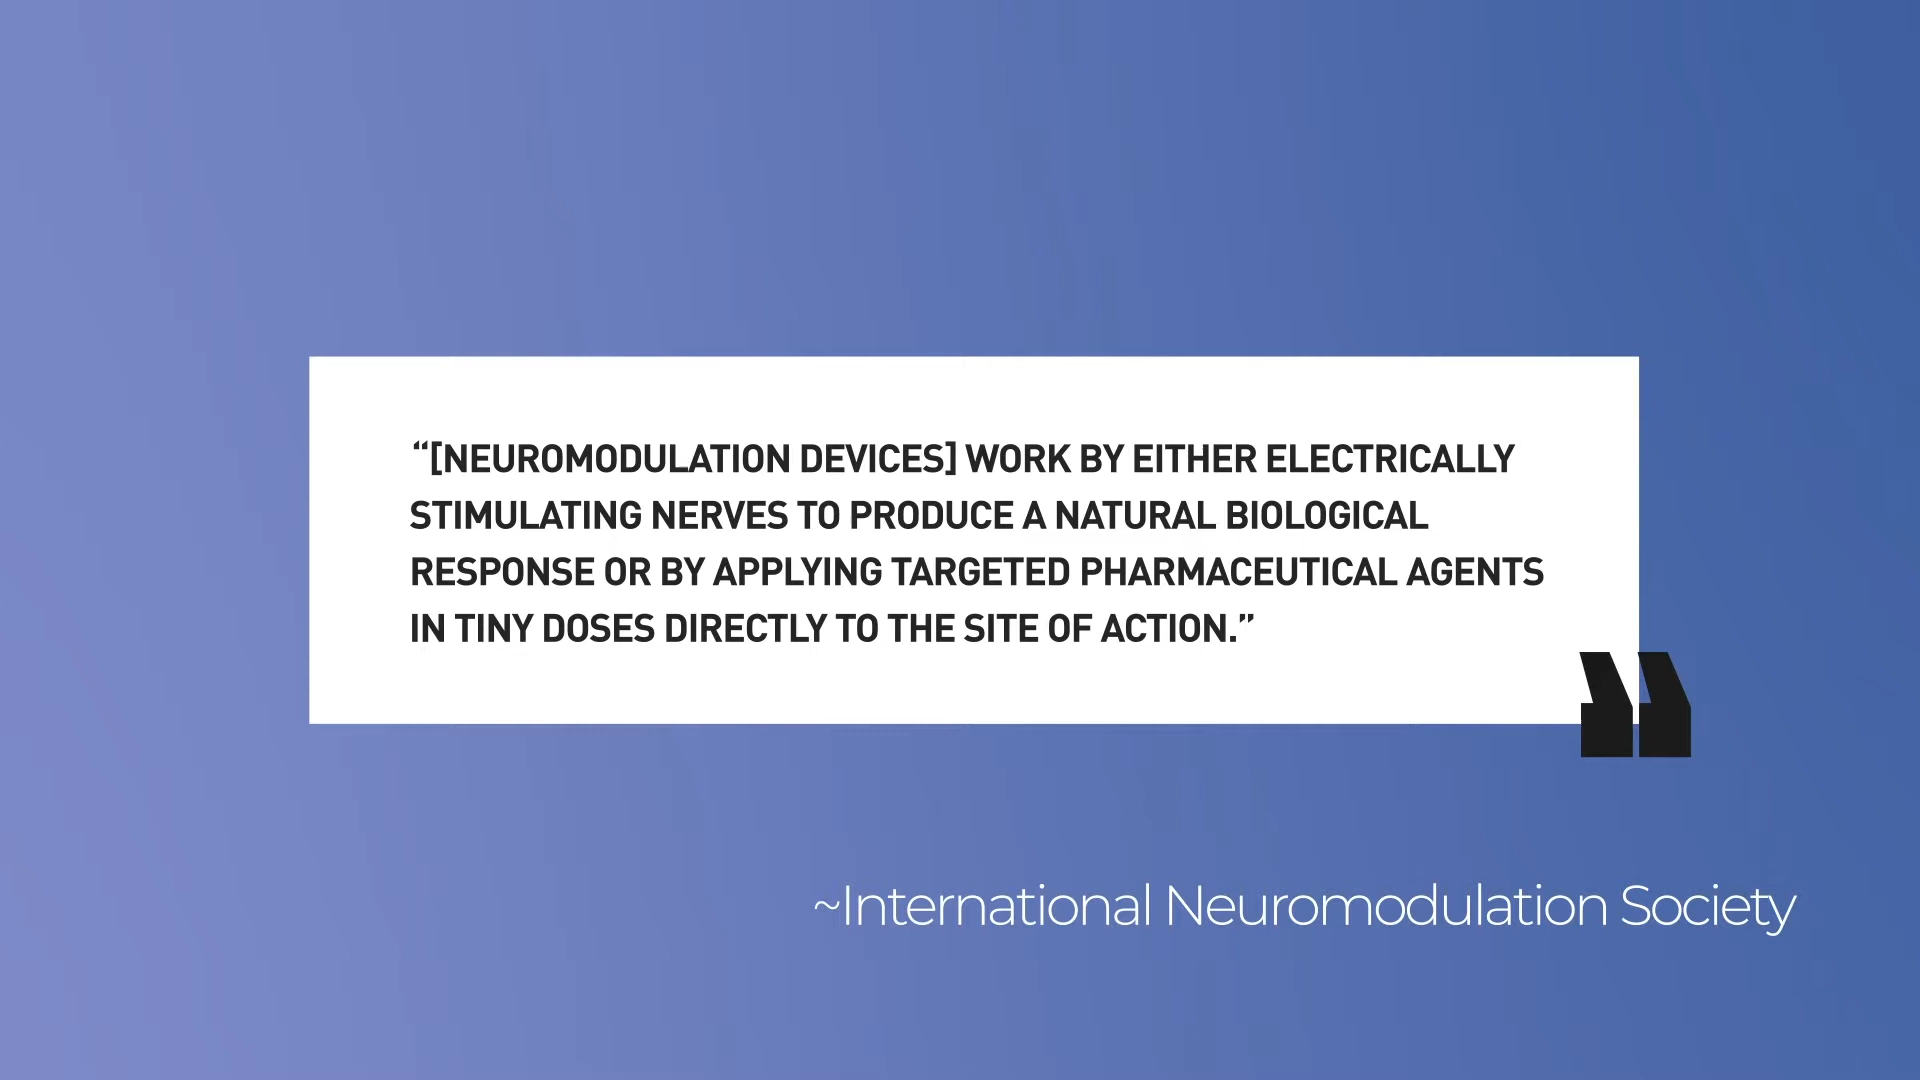 “[NEUROMODULATION DEVICES] WORK BY EITHER ELECTRICALLY
STIMULATING NERVES TO PRODUCE A NATURAL BIOLOGICAL
RESPONSE OR BY APPLYING TARGETED PHARMACEUTICAL AGENTS
IN TINY DOSES DIRECTLY TO THE SITE OF ACTION.”
~International Neuromodulation Society